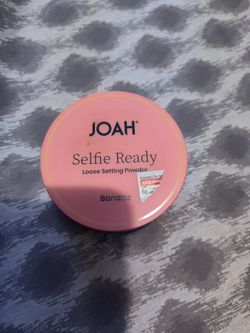 JOAH
Selfie Ready
Loose Setting Powder
Banana